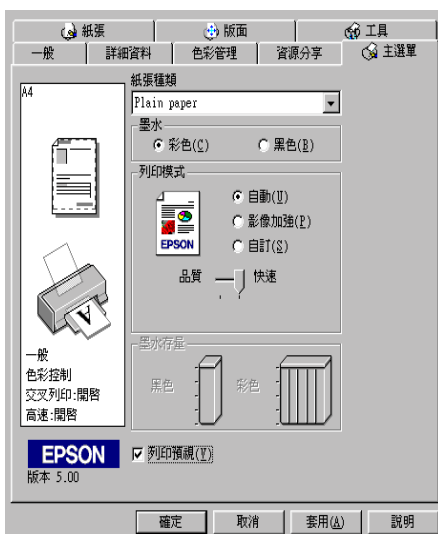 紙張 版面 工具
一般 詳細資料 色彩管理 資源分享 主選單
A4
紙張種類
Plain paper
墨水
彩色(C) 黑色(B)
列印模式
自動(U)
影像加強(P)
自訂(S)
EPSON
品質 快速
A
一般
色彩控制
交叉列印:開啓
高速:開啓
墨水存量
黑色 彩色
EPSON
版本 5.00
列印預視(V)
確定 取消 套用(A) 說明